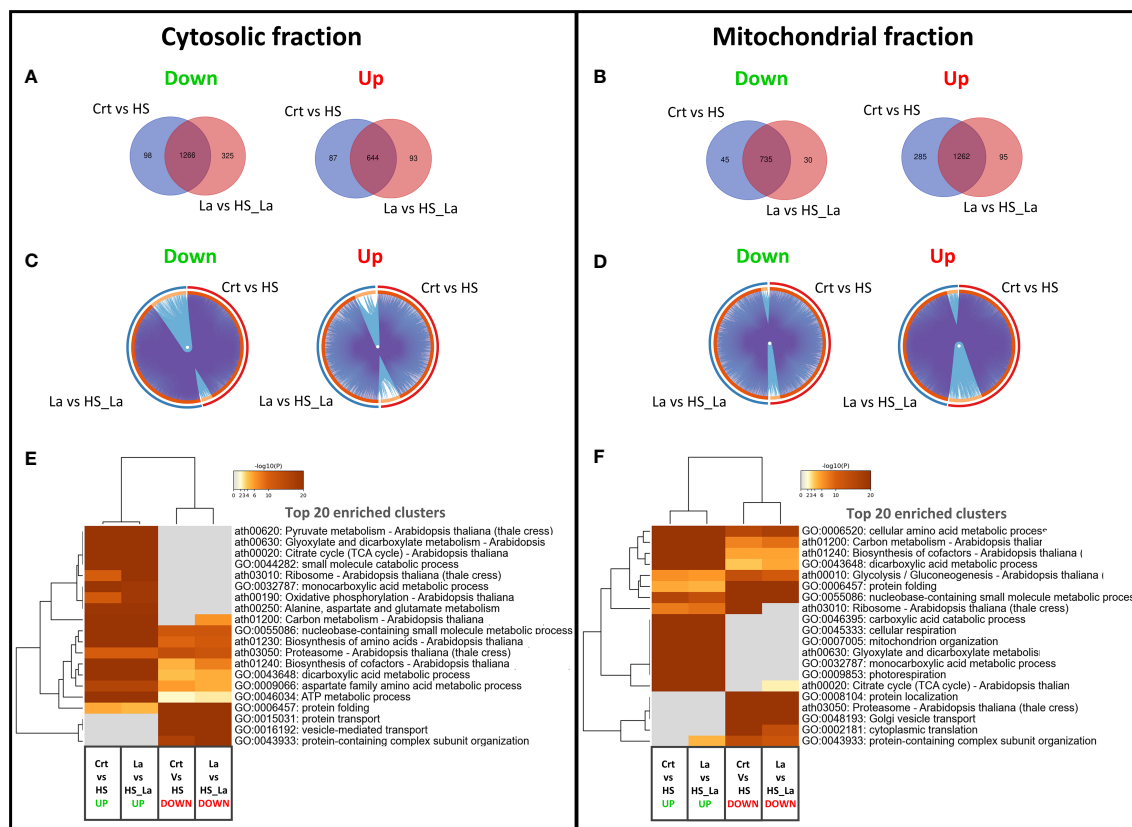 Cytosolic fraction
A
Down
Up
Crt vs HS
98
1266
325
La vs HS_La
Crt vs HS
87
644
93
La vs HS_La
C
Down
Up
Crt vs HS
La vs HS_La
Crt vs HS
La vs HS_La
E
-log10(P)
0 2 3 4 6 10 20
Top 20 enriched clusters
ath00620: Pyruvate metabolism - Arabidopsis thaliana (thale cress)
ath00630: Glyoxylate and dicarboxylate metabolism - Arabidopsis
ath00020: Citrate cycle (TCA cycle) - Arabidopsis thaliana
GO:0044282: small molecule catabolic process
ath03010: Ribosome - Arabidopsis thaliana (thale cress)
GO:0032787: monocarboxylic acid metabolic process
ath00190: Oxidative phosphorylation - Arabidopsis thaliana
ath00250: Alanine, aspartate and glutamate metabolism
ath01200: Carbon metabolism - Arabidopsis thaliana
GO:0055086: nucleobase-containing small molecule metabolic process
ath01230: Biosynthesis of amino acids - Arabidopsis thaliana
ath03050: Proteasome - Arabidopsis thaliana (thale cress)
ath01240: Biosynthesis of cofactors - Arabidopsis thaliana
GO:0043648: dicarboxylic acid metabolic process
GO:0009066: aspartate family amino acid metabolic process
GO:0046034: ATP metabolic process
GO:0006457: protein folding
GO:0015031: protein transport
GO:0016192: vesicle-mediated transport
GO:0043933: protein-containing complex subunit organization
Crt vs HS UP
La vs HS_La UP
Crt Vs HS DOWN
La vs HS_La DOWN
Mitochondrial fraction
B
Down
Up
Crt vs HS
45
735
30
La vs HS_La
Crt vs HS
285
1262
95
La vs HS_La
D
Down
Up
Crt vs HS
La vs HS_La
Crt vs HS
La vs HS_La
F
-log10(P)
0 2 3 4 6 10 20
Top 20 enriched clusters
GO:0006520: cellular amino acid metabolic process
ath01200: Carbon metabolism - Arabidopsis thalian
ath01240: Biosynthesis of cofactors - Arabidopsis thaliana (
GO:0043648: dicarboxylic acid metabolic process
ath00010: Glycolysis / Gluconeogenesis - Arabidopsis thaliana (
GO:0006457: protein folding
GO:0055086: nucleobase-containing small molecule metabolic process
ath03010: Ribosome - Arabidopsis thaliana (thale cress)
GO:0046395: carboxylic acid catabolic process
GO:0045333: cellular respiration
GO:0007005: mitochondrion organization
ath00630: Glyoxylate and dicarboxylate metabolis
GO:0032787: monocarboxylic acid metabolic process
GO:0009853: photorespiration
ath00020: Citrate cycle (TCA cycle) - Arabidopsis thalian
GO:0008104: protein localization
ath03050: Proteasome - Arabidopsis thaliana (thale cress)
GO:0048193: Golgi vesicle transport
GO:0002181: cytoplasmic translation
GO:0043933: protein-containing complex subunit organization
Crt vs HS UP
La vs HS_La UP
Crt vs HS DOWN
La vs HS_La DOWN